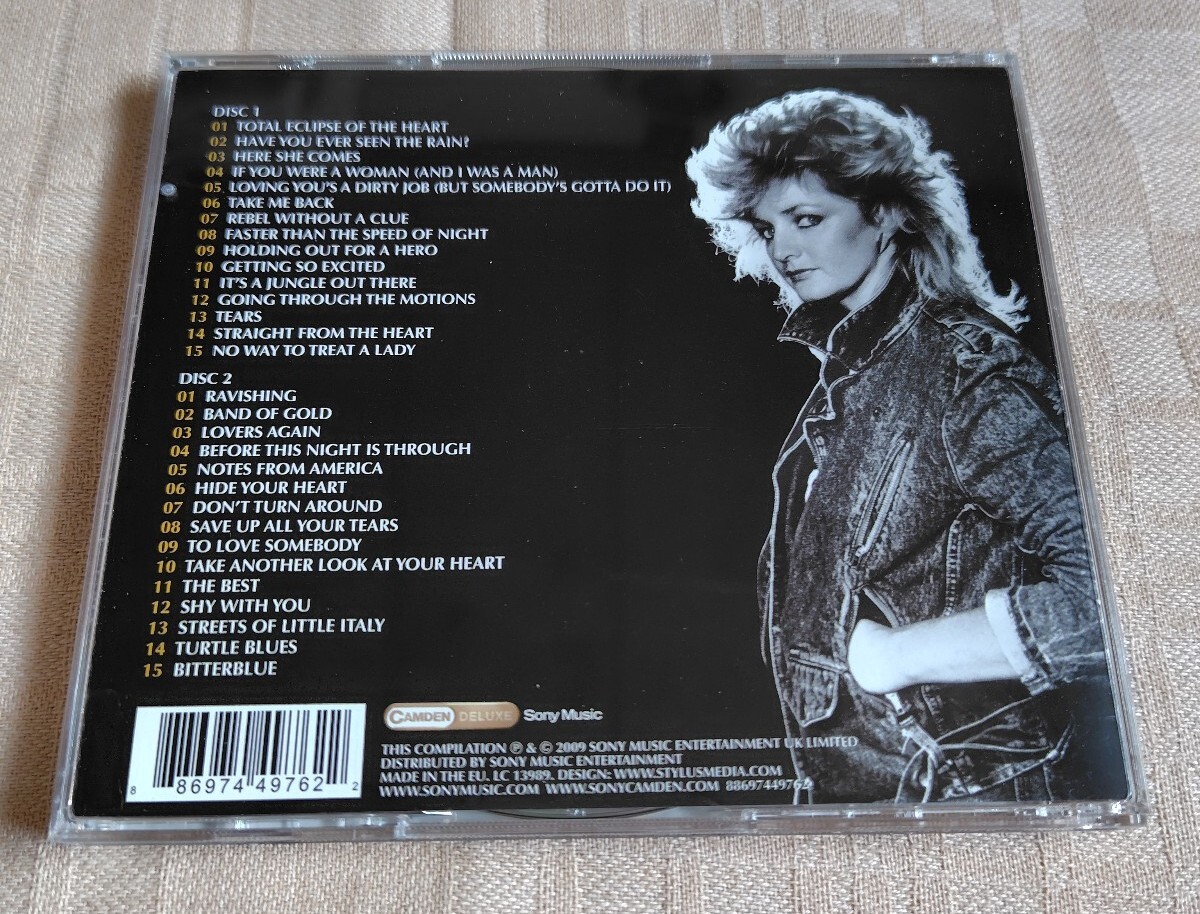 DISC 1
01 TOTAL ECLIPSE OF THE HEART
02 HAVE YOU EVER SEEN THE RAIN?
03 HERE SHE COMES
04 IF YOU WERE A WOMAN (AND I WAS A MAN)
05 LOVING YOU'S A DIRTY JOB (BUT SOMEBODY'S GOTTA DO IT)
06 TAKE ME BACK
07 REBEL WITHOUT A CLUE
08 FASTER THAN THE SPEED OF NIGHT
09 HOLDING OUT FOR A HERO
10 GETTING SO EXCITED
11 IT'S A JUNGLE OUT THERE
12 GOING THROUGH THE MOTIONS
13 TEARS
14 STRAIGHT FROM THE HEART
15 NO WAY TO TREAT A LADY
DISC 2
01 RAVISHING
02 BAND OF GOLD
03 LOVERS AGAIN
04 BEFORE THIS NIGHT IS THROUGH
05 NOTES FROM AMERICA
06 HIDE YOUR HEART
07 DON'T TURN AROUND
08 SAVE UP ALL YOUR TEARS
09 TO LOVE SOMEBODY
10 TAKE ANOTHER LOOK AT YOUR HEART
11 THE BEST
12 SHY WITH YOU
13 STREETS OF LITTLE ITALY
14 TURTLE BLUES
15 BITTERBLUE
8 86974 49762 2
CAMDEN DELUXE Sony Music
THIS COMPILATION ℗ & © 2009 SONY MUSIC ENTERTAINMENT UK LIMITED
DISTRIBUTED BY SONY MUSIC ENTERTAINMENT
MADE IN THE EU. LC 13989. DESIGN: WWW.STYLUSMEDIA.COM
WWW.SONYMUSIC.COM WWW.SONYCAMDEN.COM 88697449762